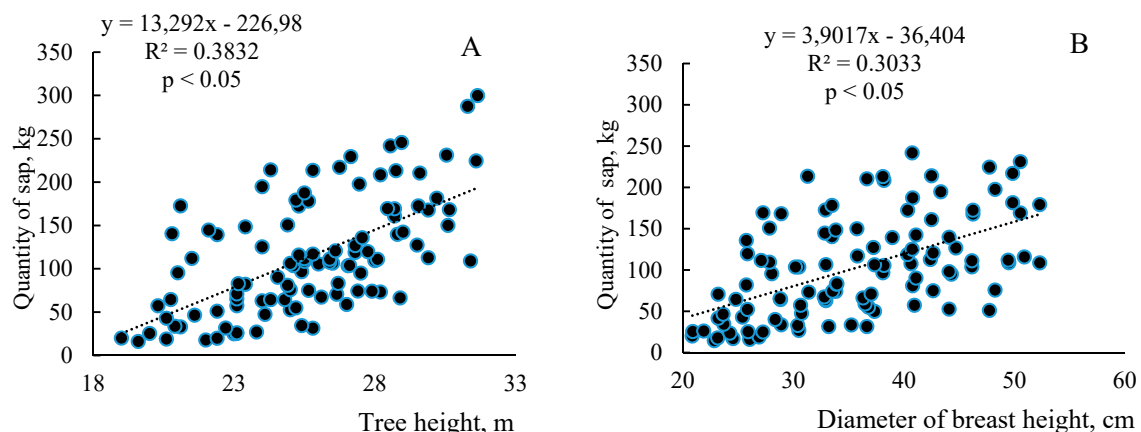 y = 13,292x - 226,98
R² = 0.3832
p < 0.05
A
Quantity of sap, kg
350
300
250
200
150
100
50
0
18 23 28 33
Tree height, m
y = 3,9017x - 36,404
R² = 0.3033
p < 0.05
B
Quantity of sap, kg
350
300
250
200
150
100
50
0
20 30 40 50 60
Diameter of breast height, cm